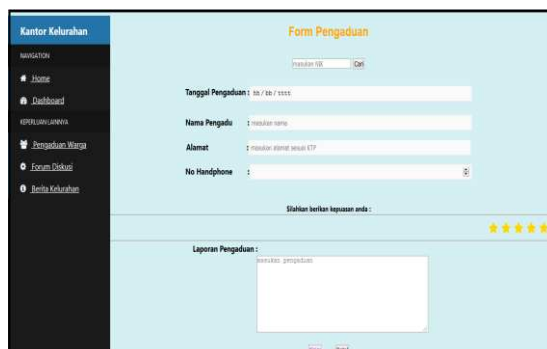 Kantor Kelurahan
NAVIGATION
Home
Dashboard
KEPERLUAN LAINNYA
Pengaduan Warga
Forum Diskusi
Berita Kelurahan
Form Pengaduan
masukan NIK Cari
Tanggal Pengaduan : hh / bb / tttt
Nama Pengadu : masukan nama
Alamat : masukan alamat sesuai KTP
No Handphone :
Silahkan berikan kepuasan anda :
Laporan Pengaduan :
masukan pengaduan